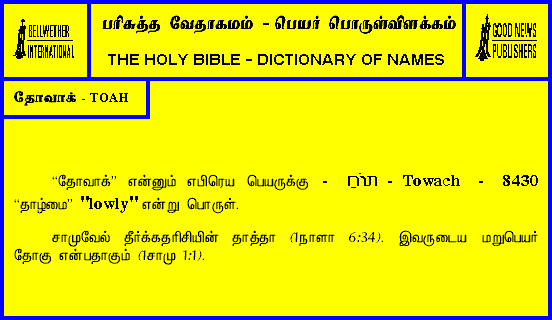 BELLWETHER
INTERNATIONAL
பரிசுத்த வேதாகமம் - பெயர் பொருள்விளக்கம்
THE HOLY BIBLE - DICTIONARY OF NAMES
GOOD NEWS
PUBLISHERS
தோவாக் - TOAH
“தோவாக்” என்னும் எபிரெய பெயருக்கு - תוח - Towach - 8430
“தாழ்மை” "lowly" என்று பொருள்.
சாமுவேல் தீர்க்கதரிசியின் தாத்தா (1நாளா 6:34). இவருடைய மறுபெயர்
தோகு என்பதாகும் (1சாமு 1:1).